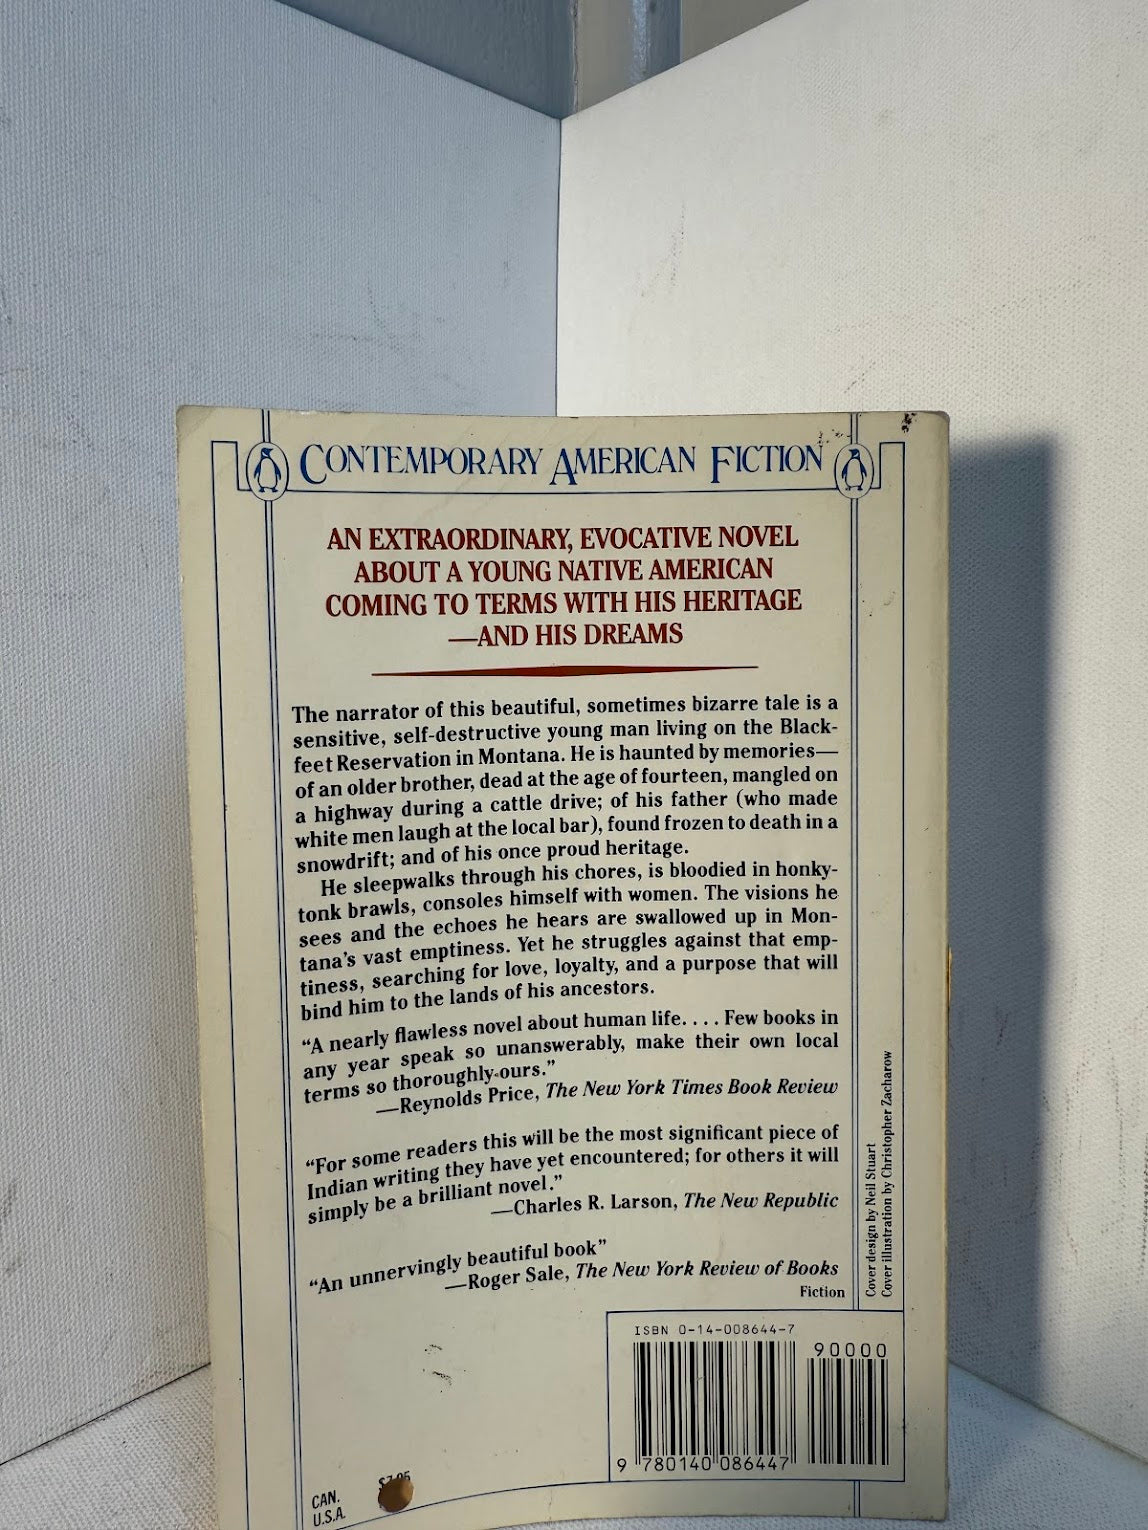 CONTEMPORARY AMERICAN FICTION
AN EXTRAORDINARY, EVOCATIVE NOVEL
ABOUT A YOUNG NATIVE AMERICAN
COMING TO TERMS WITH HIS HERITAGE
—AND HIS DREAMS
The narrator of this beautiful, sometimes bizarre tale is a
sensitive, self-destructive young man living on the Black-
feet Reservation in Montana. He is haunted by memories—
of an older brother, dead at the age of fourteen, mangled on
a highway during a cattle drive; of his father (who made
white men laugh at the local bar), found frozen to death in a
snowdrift; and of his once proud heritage.
He sleepwalks through his chores, is bloodied in honky-
tonk brawls, consoles himself with women. The visions he
sees and the echoes he hears are swallowed up in Mon-
tana's vast emptiness. Yet he struggles against that emp-
tiness, searching for love, loyalty, and a purpose that will
bind him to the lands of his ancestors.
“A nearly flawless novel about human life. . . . Few books in
any year speak so unanswerably, make their own local
terms so thoroughly ours.”
—Reynolds Price, The New York Times Book Review
“For some readers this will be the most significant piece of
Indian writing they have yet encountered; for others it will
simply be a brilliant novel.”
—Charles R. Larson, The New Republic
“An unnervingly beautiful book”
—Roger Sale, The New York Review of Books
Fiction
Cover design by Neil Stuart
Cover illustration by Christopher Zacharow
ISBN 0-14-008644-7
90000
9 780140 086447
CAN.
U.S.A.